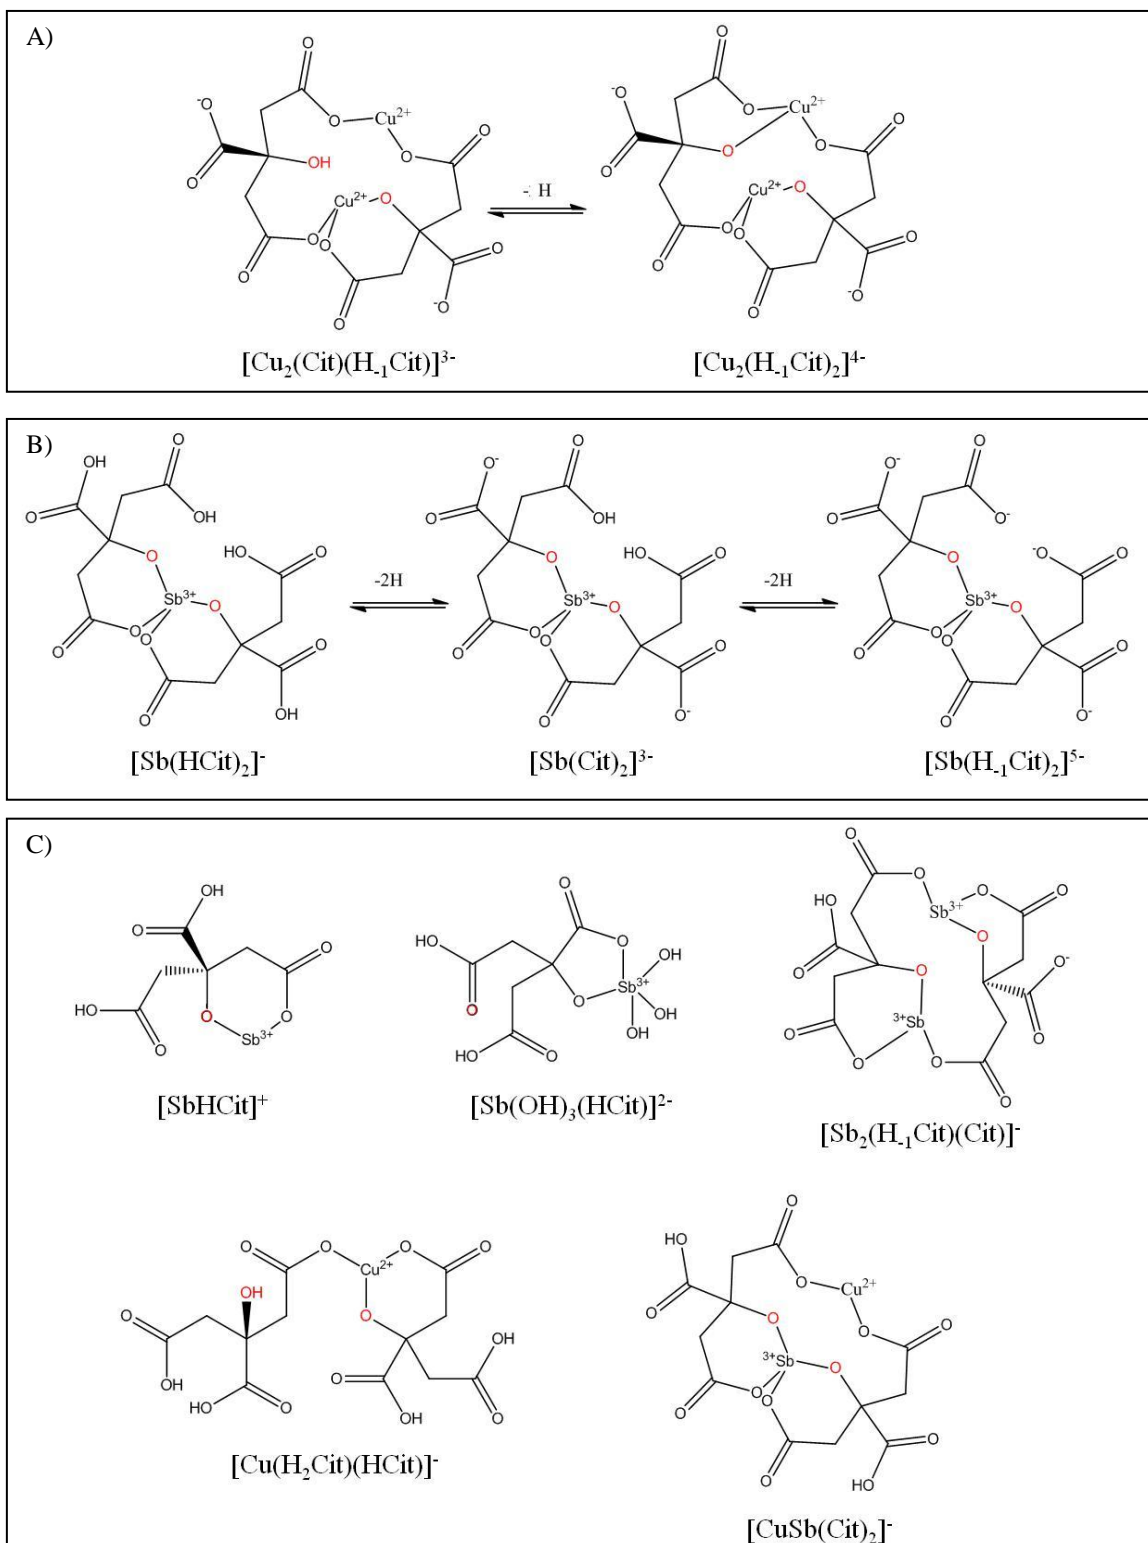 A)
O
-O
O
O
Cu²⁺
O
OH
O
O
Cu²⁺
O
O
O
O
O
O
-O
- H
O
-O
O
O
Cu²⁺
O
O
O
O
Cu²⁺
O
O
O
O
O
O
-O
[Cu₂(Cit)(H₋₁Cit)]³⁻
[Cu₂(H₋₁Cit)₂]⁴⁻
B)
OH
O
O
OH
O
HO
O
Sb³⁺
O
O
O
O
O
O
OH
-2H
O⁻
O
O
OH
O
HO
O
Sb³⁺
O
O
O
O
O
O
O⁻
-2H
O⁻
O
O
O⁻
O
⁻O
O
Sb³⁺
O
O
O
O
O
O
O⁻
[Sb(HCit)₂]⁻
[Sb(Cit)₂]³⁻
[Sb(H₋₁Cit)₂]⁵⁻
C)
OH
O
O
HO
O
O
O
Sb³⁺
O
HO
O
O
OH
Sb³⁺
O
OH
OH
HO
O
O
O
O
O
HO
Sb³⁺
O
O
O
O⁻
O
³⁺Sb
O
O
O
O
O
[SbHCit]⁺
[Sb(OH)₃(HCit)]²⁻
[Sb₂(H₋₁Cit)(Cit)]⁻
O
O
Cu²⁺
O
O
OH
O
O
OH
OH
HO
O
O
OH
O
O
HO
O
O
Cu²⁺
O
O
O
³⁺Sb
O
O
O
O
O
O
HO
[Cu(H₂Cit)(HCit)]⁻
[CuSb(Cit)₂]⁻